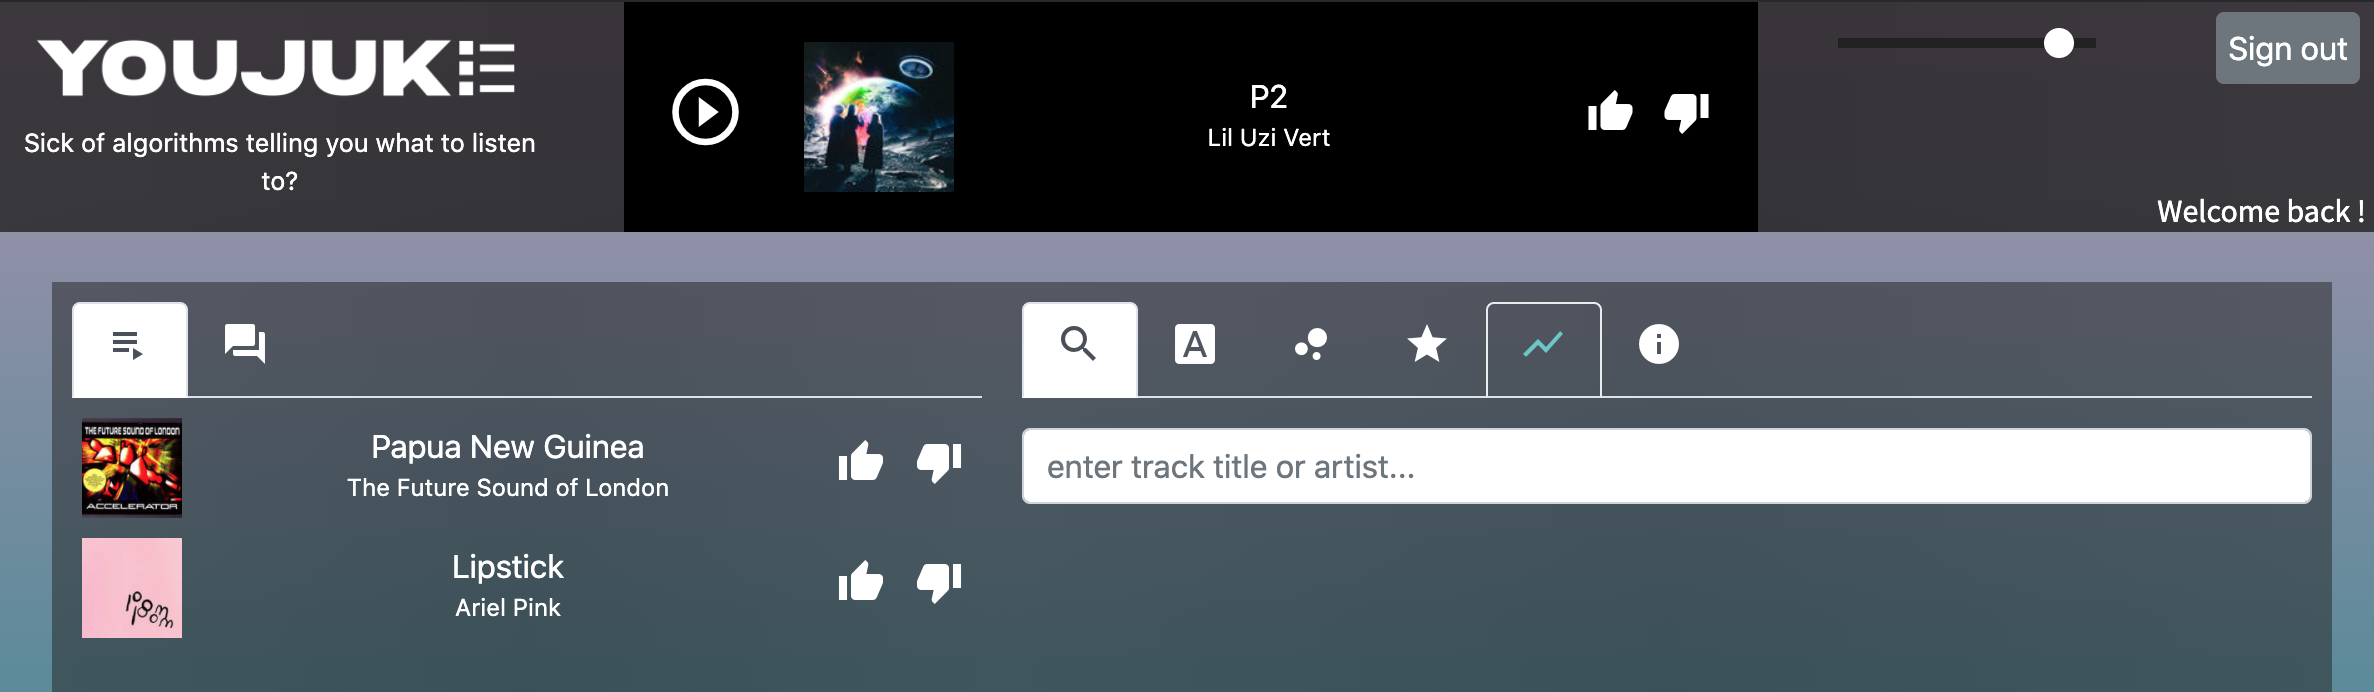 YOUJUKE
Sick of algorithms telling you what to listen
to?
P2
Lil Uzi Vert
Sign out
Welcome back !
A
THE FUTURE SOUND OF LONDON
ACCELERATOR
Papua New Guinea
The Future Sound of London
enter track title or artist...
Lipstick
Ariel Pink